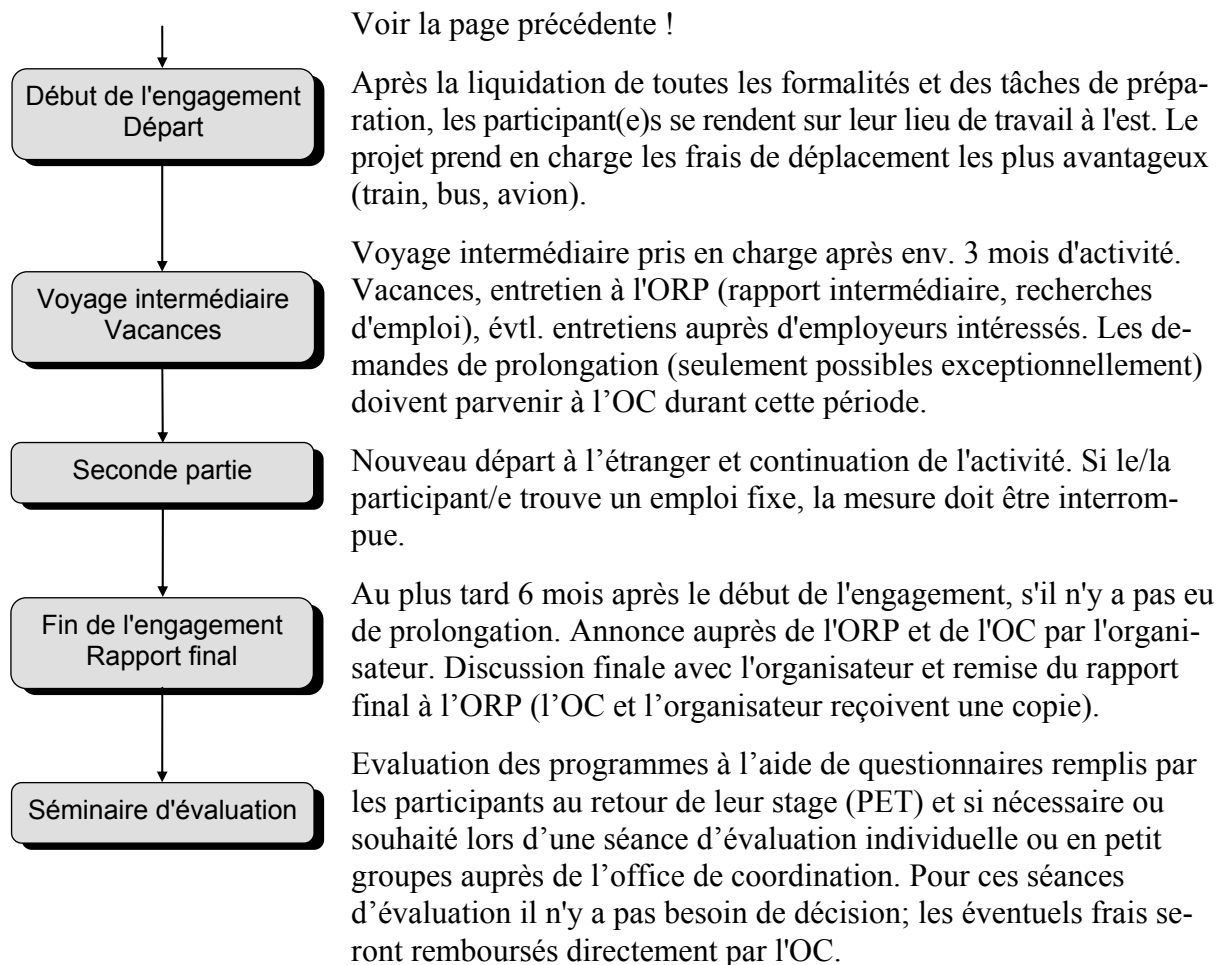 Voir la page précédente !
Début de l'engagement
Départ
Après la liquidation de toutes les formalités et des tâches de prépa-
ration, les participant(e)s se rendent sur leur lieu de travail à l'est. Le
projet prend en charge les frais de déplacement les plus avantageux
(train, bus, avion).
Voyage intermédiaire
Vacances
Voyage intermédiaire pris en charge après env. 3 mois d'activité.
Vacances, entretien à l'ORP (rapport intermédiaire, recherches
d'emploi), évtl. entretiens auprès d'employeurs intéressés. Les de-
mandes de prolongation (seulement possibles exceptionnellement)
doivent parvenir à l’OC durant cette période.
Seconde partie
Nouveau départ à l’étranger et continuation de l'activité. Si le/la
participant/e trouve un emploi fixe, la mesure doit être interrom-
pue.
Fin de l'engagement
Rapport final
Au plus tard 6 mois après le début de l'engagement, s'il n'y a pas eu
de prolongation. Annonce auprès de l'ORP et de l'OC par l'organi-
sateur. Discussion finale avec l'organisateur et remise du rapport
final à l’ORP (l’OC et l’organisateur reçoivent une copie).
Séminaire d'évaluation
Evaluation des programmes à l’aide de questionnaires remplis par
les participants au retour de leur stage (PET) et si nécessaire ou
souhaité lors d’une séance d’évaluation individuelle ou en petit
groupes auprès de l’office de coordination. Pour ces séances
d’évaluation il n'y a pas besoin de décision; les éventuels frais se-
ront remboursés directement par l'OC.